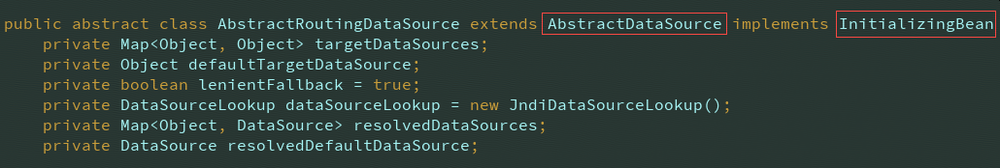 public abstract class AbstractRoutingDataSource extends AbstractDataSource implements InitializingBean
private Map<Object, Object> targetDataSources;
private Object defaultTargetDataSource;
private boolean lenientFallback = true;
private DataSourceLookup dataSourceLookup = new JndiDataSourceLookup();
private Map<Object, DataSource> resolvedDataSources;
private DataSource resolvedDefaultDataSource;